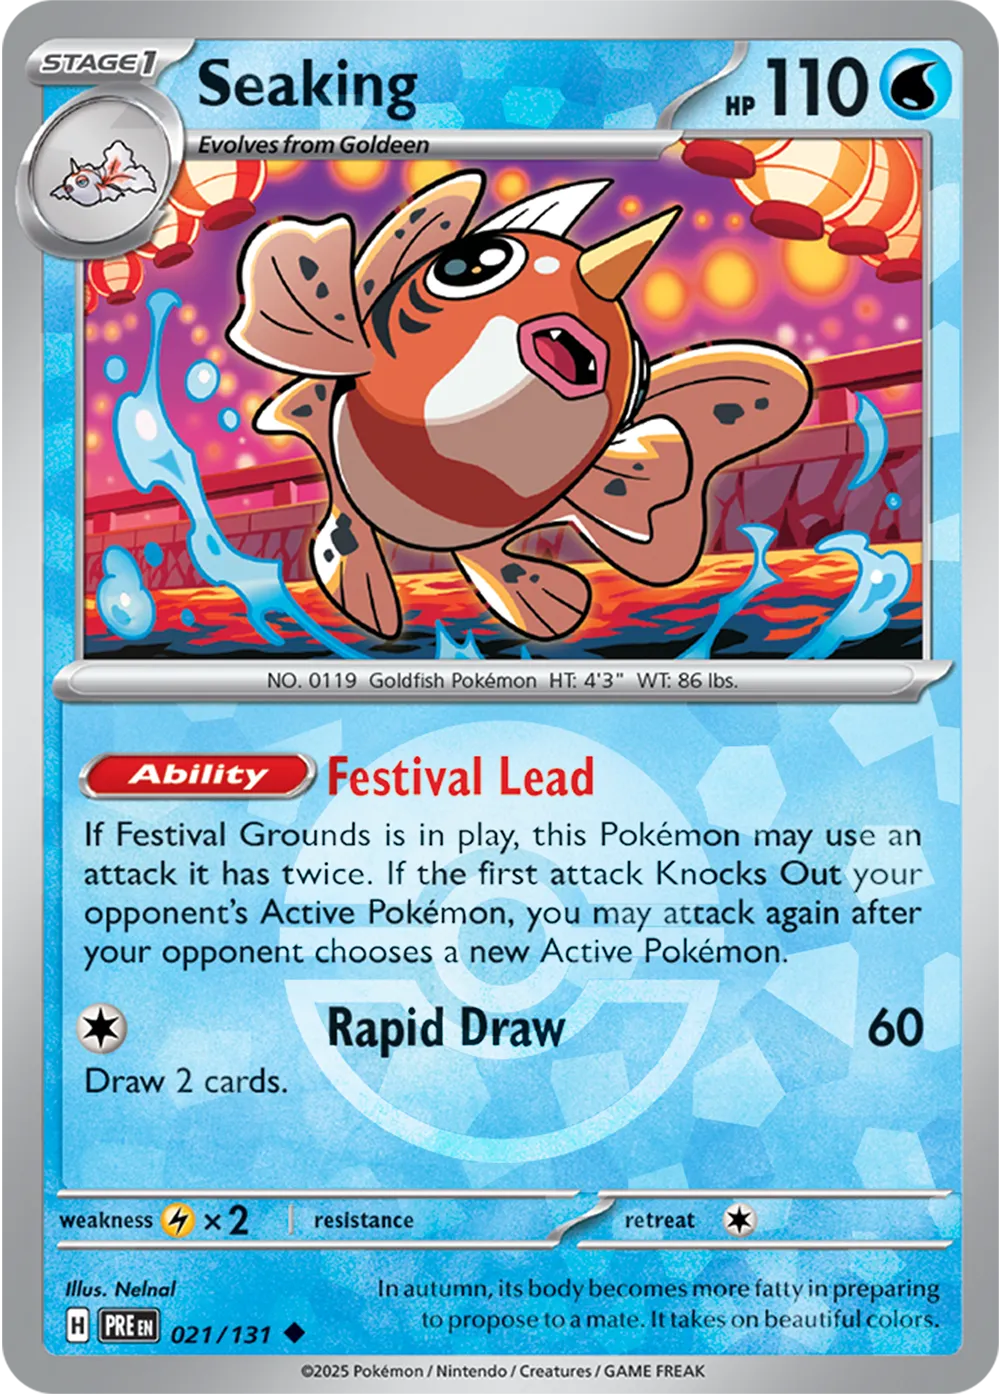 STAGE 1
Seaking
HP 110
Evolves from Goldeen
NO. 0119 Goldfish Pokémon HT: 4'3" WT: 86 lbs.
Ability Festival Lead
If Festival Grounds is in play, this Pokémon may use an
attack it has twice. If the first attack Knocks Out your
opponent's Active Pokémon, you may attack again after
your opponent chooses a new Active Pokémon.
Rapid Draw 60
Draw 2 cards.
weakness ×2 resistance retreat
Illus. Nelnal
In autumn, its body becomes more fatty in preparing
to propose to a mate. It takes on beautiful colors.
H PRE EN 021/131
©2025 Pokémon / Nintendo / Creatures / GAME FREAK